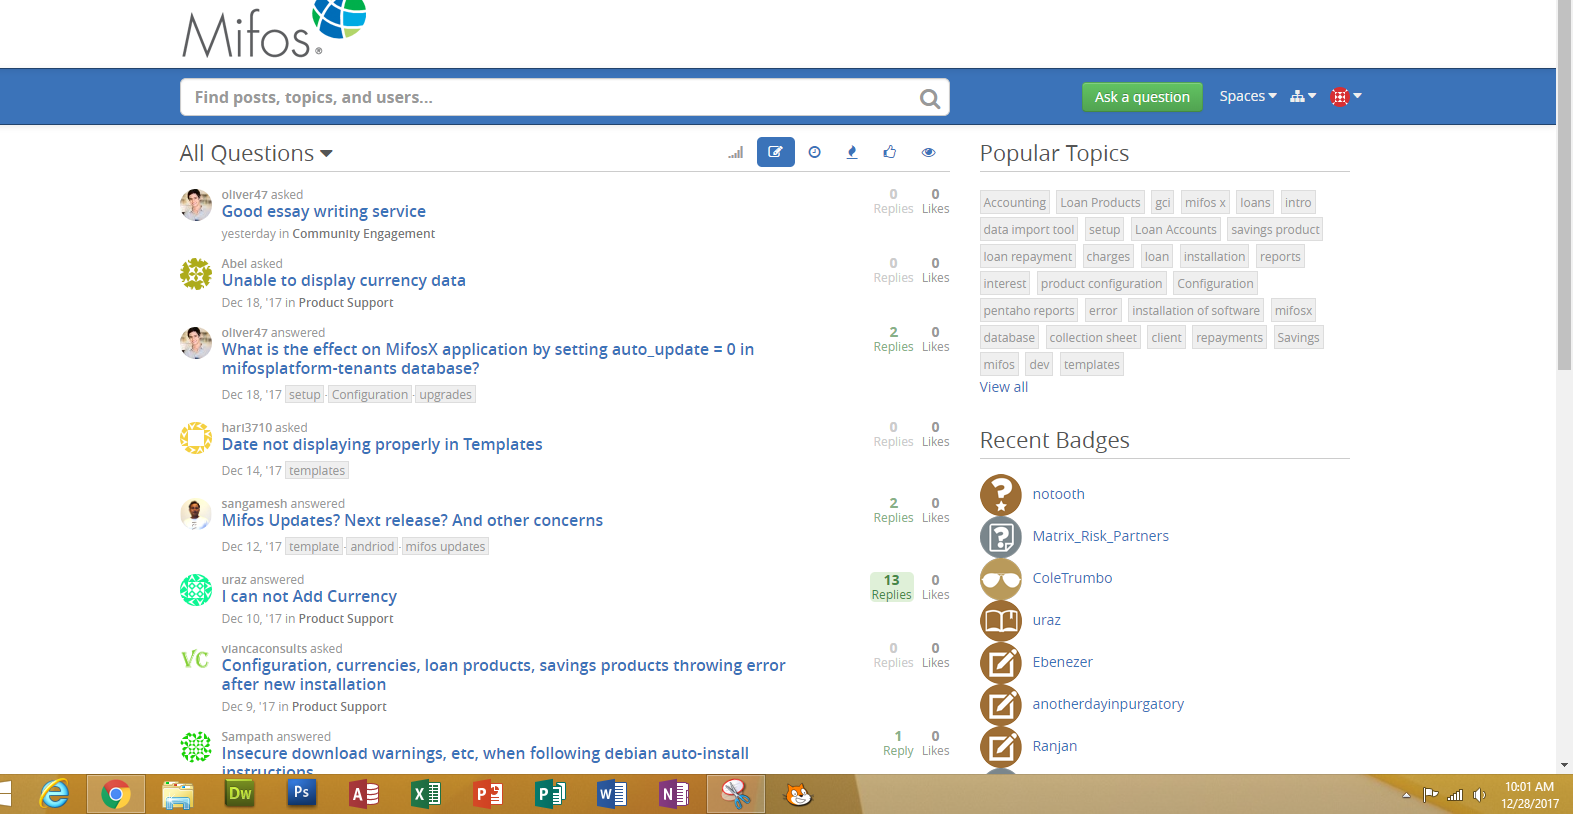 Mifos®
Find posts, topics, and users...
Ask a question
Spaces
All Questions
oliver47 asked
Good essay writing service
yesterday in Community Engagement
0 Replies
0 Likes
Abel asked
Unable to display currency data
Dec 18, '17 in Product Support
0 Replies
0 Likes
oliver47 answered
What is the effect on MifosX application by setting auto_update = 0 in
mifosplatform-tenants database?
Dec 18, '17 setup · Configuration · upgrades
2 Replies
0 Likes
hari3710 asked
Date not displaying properly in Templates
Dec 14, '17 templates
0 Replies
0 Likes
sangamesh answered
Mifos Updates? Next release? And other concerns
Dec 12, '17 template · andriod · mifos updates
2 Replies
0 Likes
uraz answered
I can not Add Currency
Dec 10, '17 in Product Support
13 Replies
0 Likes
VC
viancaconsults asked
Configuration, currencies, loan products, savings products throwing error
after new installation
Dec 9, '17 in Product Support
0 Replies
0 Likes
Sampath answered
Insecure download warnings, etc, when following debian auto-install
instructions
1 Reply
0 Likes
Popular Topics
Accounting Loan Products gci mifos x loans intro
data import tool setup Loan Accounts savings product
loan repayment charges loan installation reports
interest product configuration Configuration
pentaho reports error installation of software mifosx
database collection sheet client repayments Savings
mifos dev templates
View all
Recent Badges
notooth
Matrix_Risk_Partners
ColeTrumbo
uraz
Ebenezer
anotherdayinpurgatory
Ranjan
Dw Ps A X P P W N
10:01 AM
12/28/2017